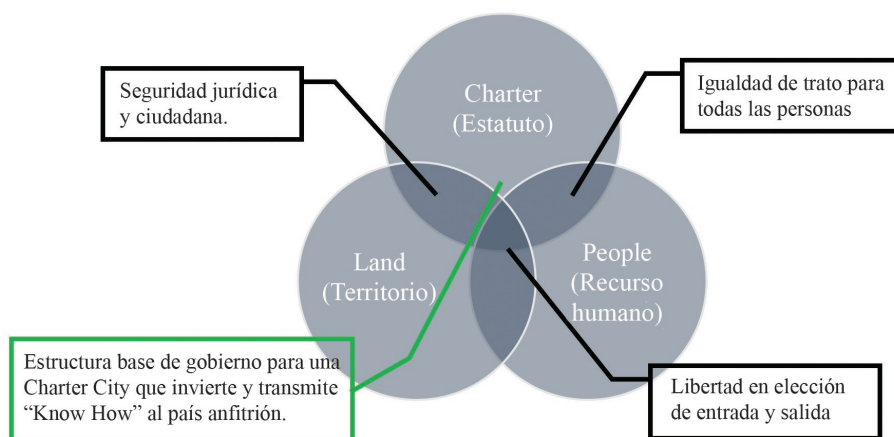 Seguridad jurídica
y ciudadana.
Charter
(Estatuto)
Igualdad de trato para
todas las personas
Land
(Territorio)
People
(Recurso
humano)
Estructura base de gobierno para una
Charter City que invierte y transmite
“Know How” al país anfitrión.
Libertad en elección
de entrada y salida